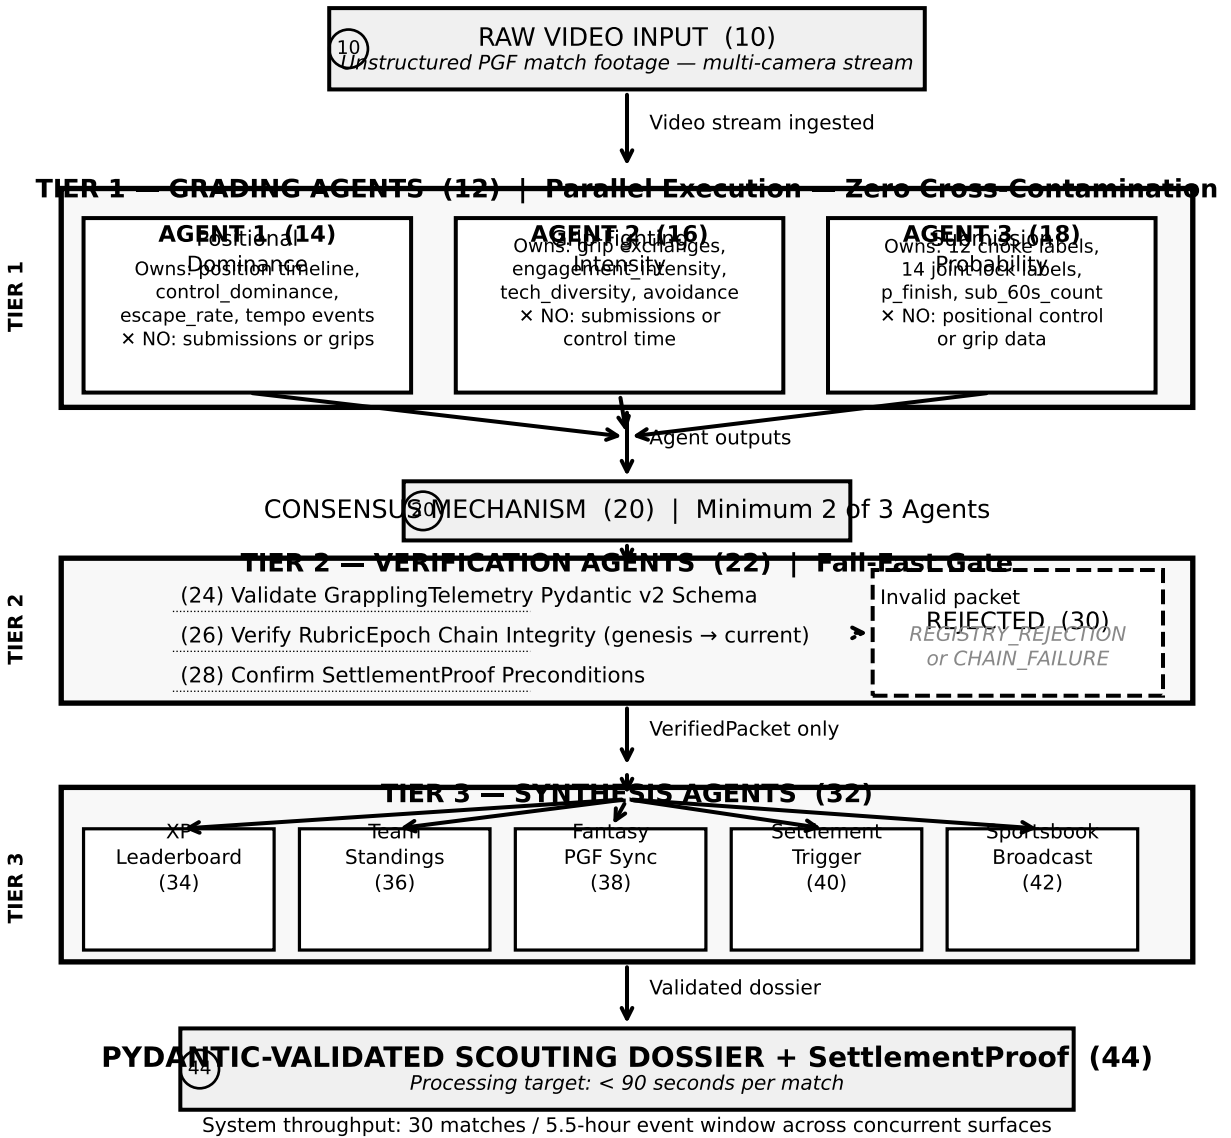 RAW VIDEO INPUT (10)
10
Unstructured PGF match footage — multi-camera stream
Video stream ingested
TIER 1 — GRADING AGENTS (12) | Parallel Execution — Zero Cross-Contamination
TIER 1
AGENT 1 (14)
Positional
Dominance
Owns: position timeline,
control_dominance,
escape_rate, tempo events
✕ NO: submissions or grips
AGENT 2 (16)
Grip Fighting
Intensity
Owns: grip exchanges,
engagement_intensity,
tech_diversity, avoidance
✕ NO: submissions or
control time
AGENT 3 (18)
Submission
Probability
Owns: 12 choke labels,
14 joint lock labels,
p_finish, sub_60s_count
✕ NO: positional control
or grip data
Agent outputs
CONSENSUS MECHANISM (20) | Minimum 2 of 3 Agents
20
TIER 2 — VERIFICATION AGENTS (22) | Fail-Fast Gate
TIER 2
(24) Validate GrapplingTelemetry Pydantic v2 Schema
(26) Verify RubricEpoch Chain Integrity (genesis → current)
(28) Confirm SettlementProof Preconditions
Invalid packet
REJECTED (30)
REGISTRY_REJECTION
or CHAIN_FAILURE
VerifiedPacket only
TIER 3 — SYNTHESIS AGENTS (32)
TIER 3
XP
Leaderboard
(34)
Team
Standings
(36)
Fantasy
PGF Sync
(38)
Settlement
Trigger
(40)
Sportsbook
Broadcast
(42)
Validated dossier
PYDANTIC-VALIDATED SCOUTING DOSSIER + SettlementProof (44)
44
Processing target: < 90 seconds per match
System throughput: 30 matches / 5.5-hour event window across concurrent surfaces